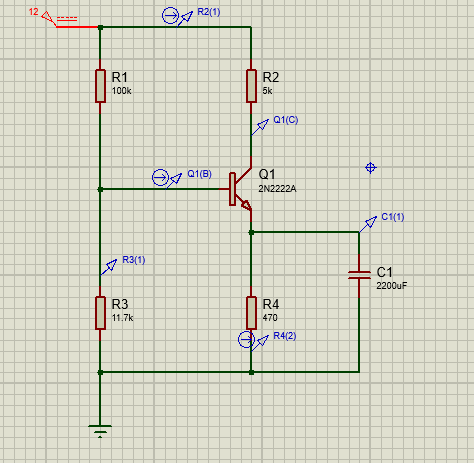 12
R2(1)
R1
100k
R2
5k
Q1(C)
Q1(B)
Q1
2N2222A
C1(1)
R3(1)
C1
2200uF
R3
11.7k
R4
470
R4(2)